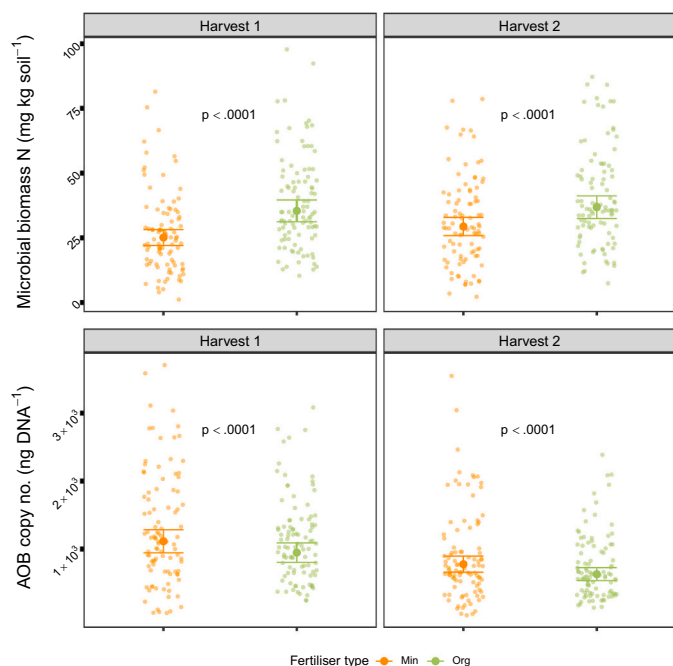 Harvest 1 Harvest 2
Microbial biomass N (mg kg soil⁻¹)
100
75
50
25
0
p < .0001 p < .0001
Harvest 1 Harvest 2
AOB copy no. (ng DNA⁻¹)
3 × 10³
2 × 10³
1 × 10³
p < .0001 p < .0001
Fertiliser type Min Org